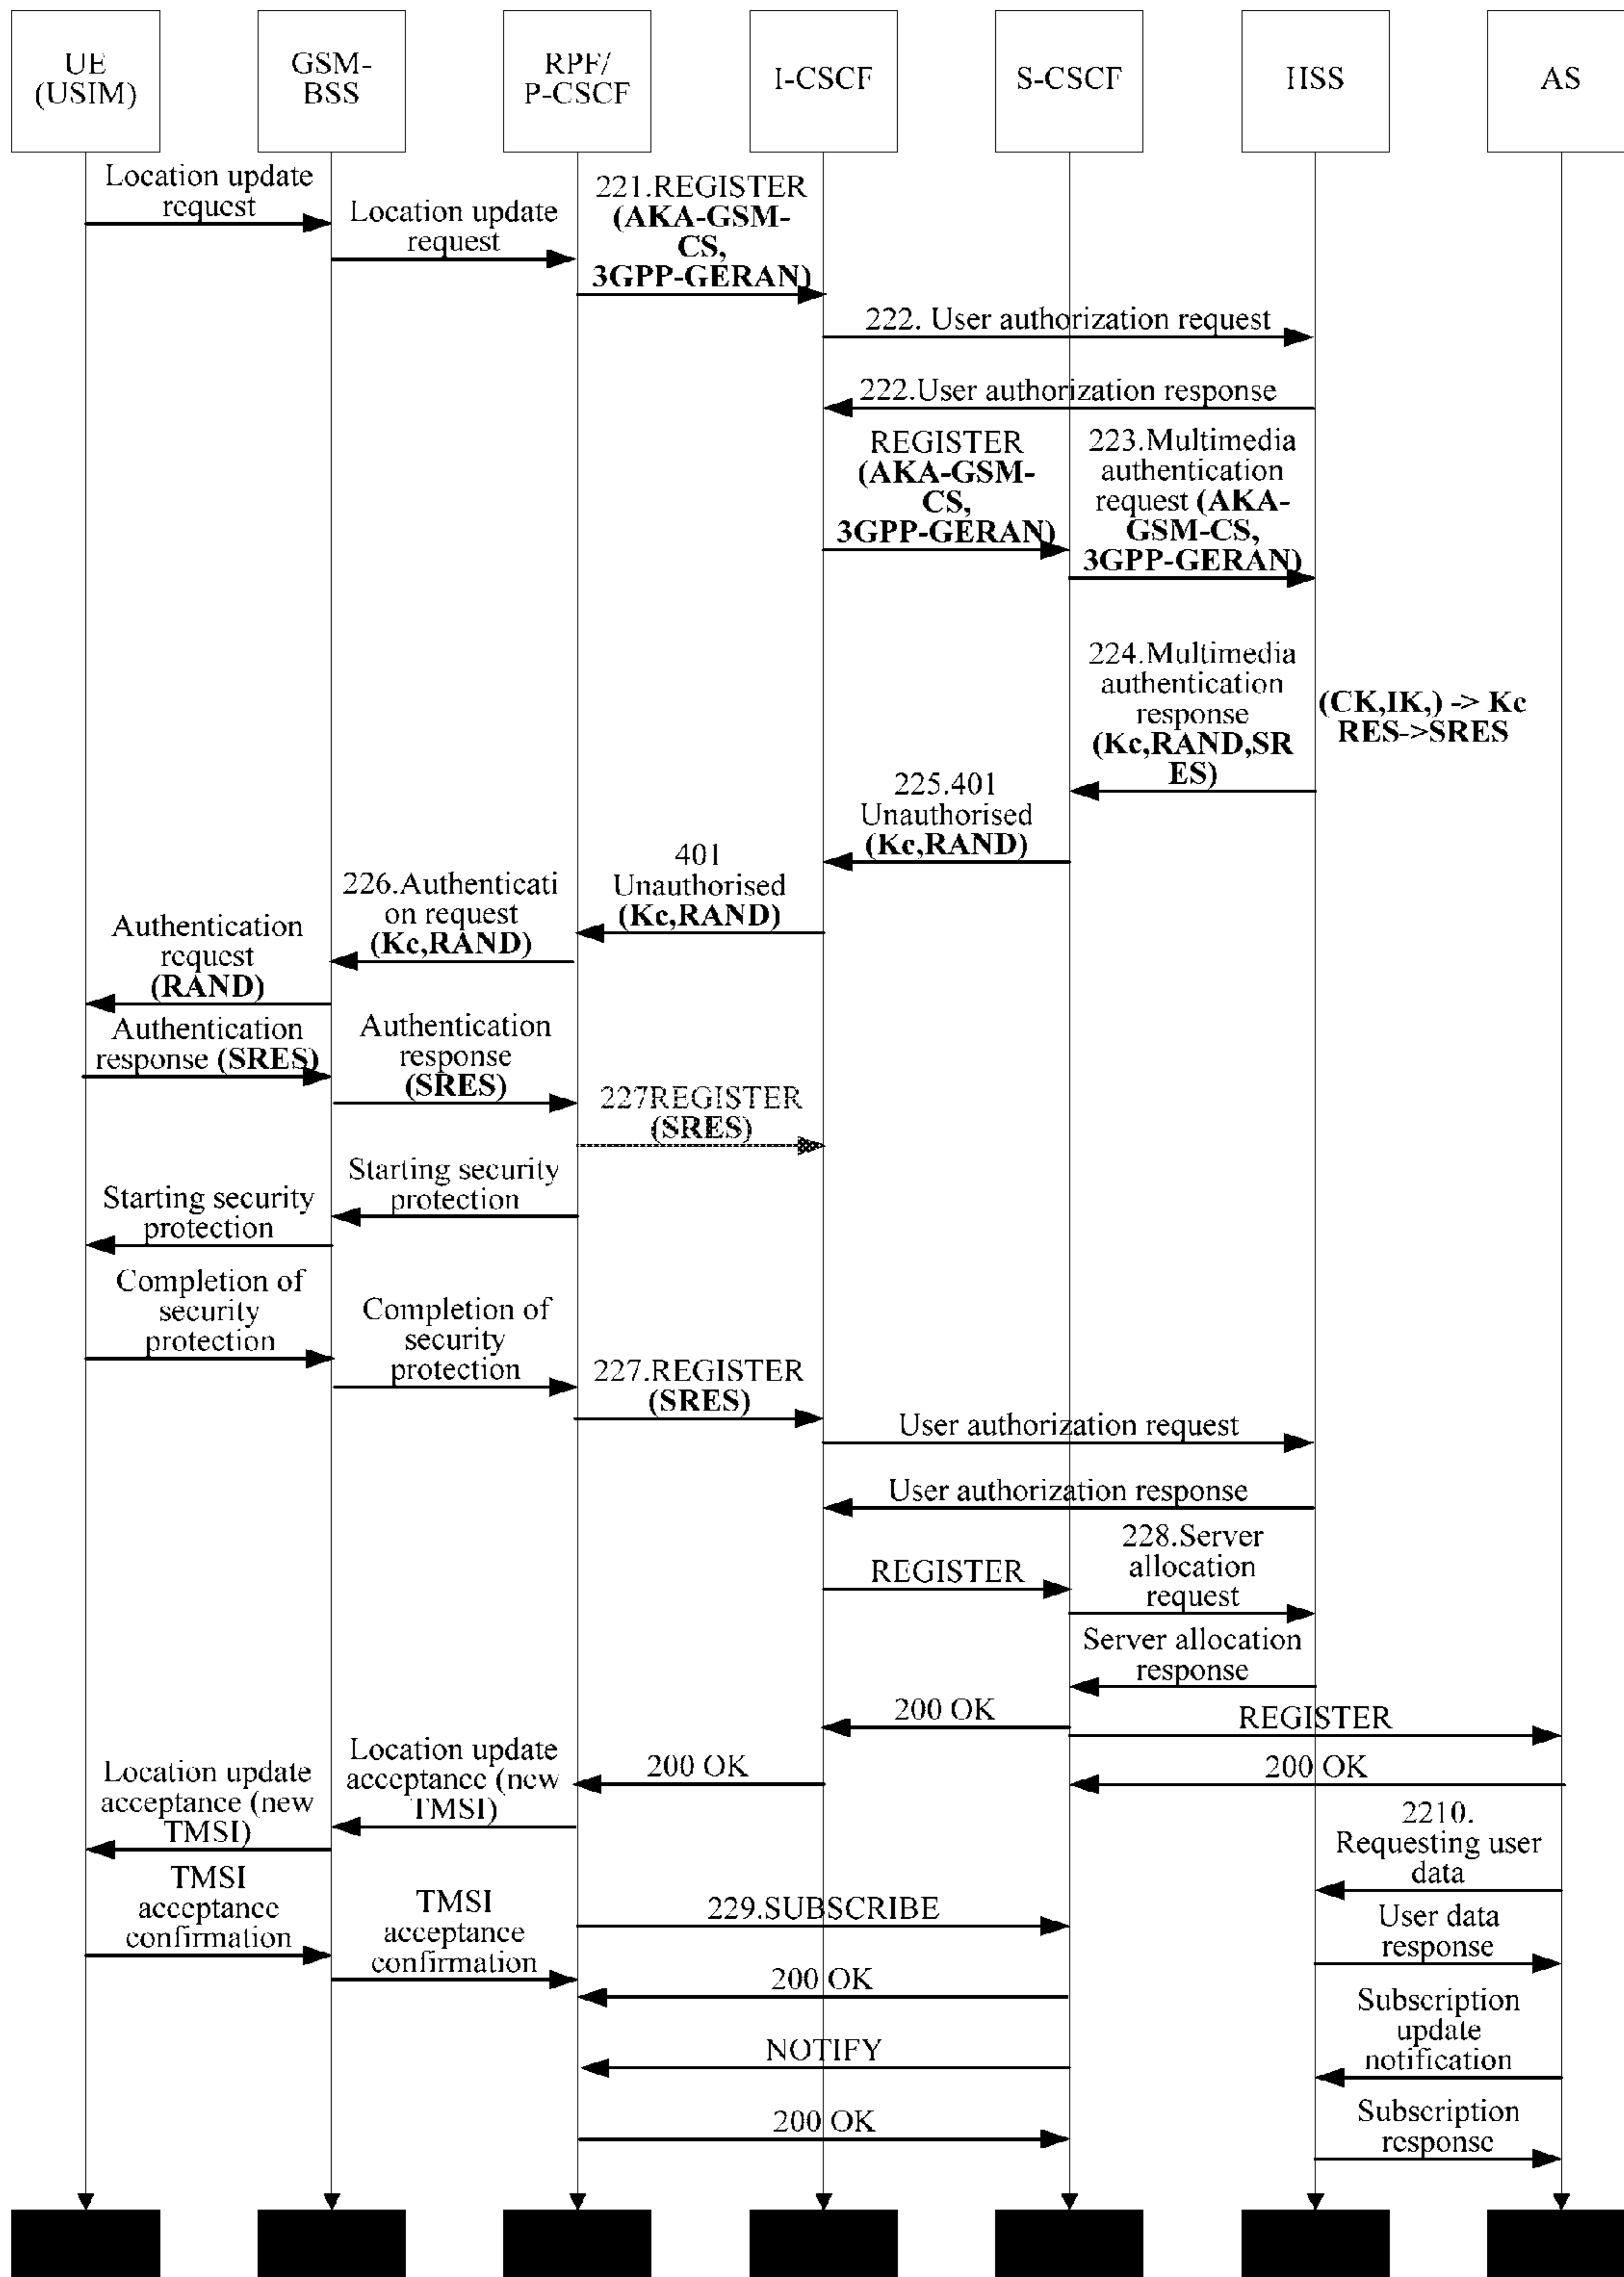 UE
(USIM)
GSM-
BSS
RPF/
P-CSCF
I-CSCF
S-CSCF
HSS
AS
Location update
request
Location update
request
221.REGISTER
(AKA-GSM-
CS,
3GPP-GERAN)
222. User authorization request
222.User authorization response
REGISTER
(AKA-GSM-
CS,
3GPP-GERAN)
223.Multimedia
authentication
request (AKA-
GSM-CS,
3GPP-GERAN)
224.Multimedia
authentication
response
(Kc,RAND,SR
ES)
(CK,IK,) -> Kc
RES->SRES
225.401
Unauthorised
(Kc,RAND)
401
Unauthorised
(Kc,RAND)
226.Authenticati
on request
(Kc,RAND)
Authentication
request
(RAND)
Authentication
response (SRES)
Authentication
response
(SRES)
227REGISTER
(SRES)
Starting security
protection
Starting security
protection
Completion of
security
protection
Completion of
security
protection
227.REGISTER
(SRES)
User authorization request
User authorization response
REGISTER
228.Server
allocation
request
Server allocation
response
200 OK
REGISTER
200 OK
200 OK
Location update
acceptance (new
TMSI)
Location update
acceptance (new
TMSI)
2210.
Requesting user
data
TMSI
acceptance
confirmation
TMSI
acceptance
confirmation
229.SUBSCRIBE
User data
response
200 OK
Subscription
update
notification
NOTIFY
200 OK
Subscription
response